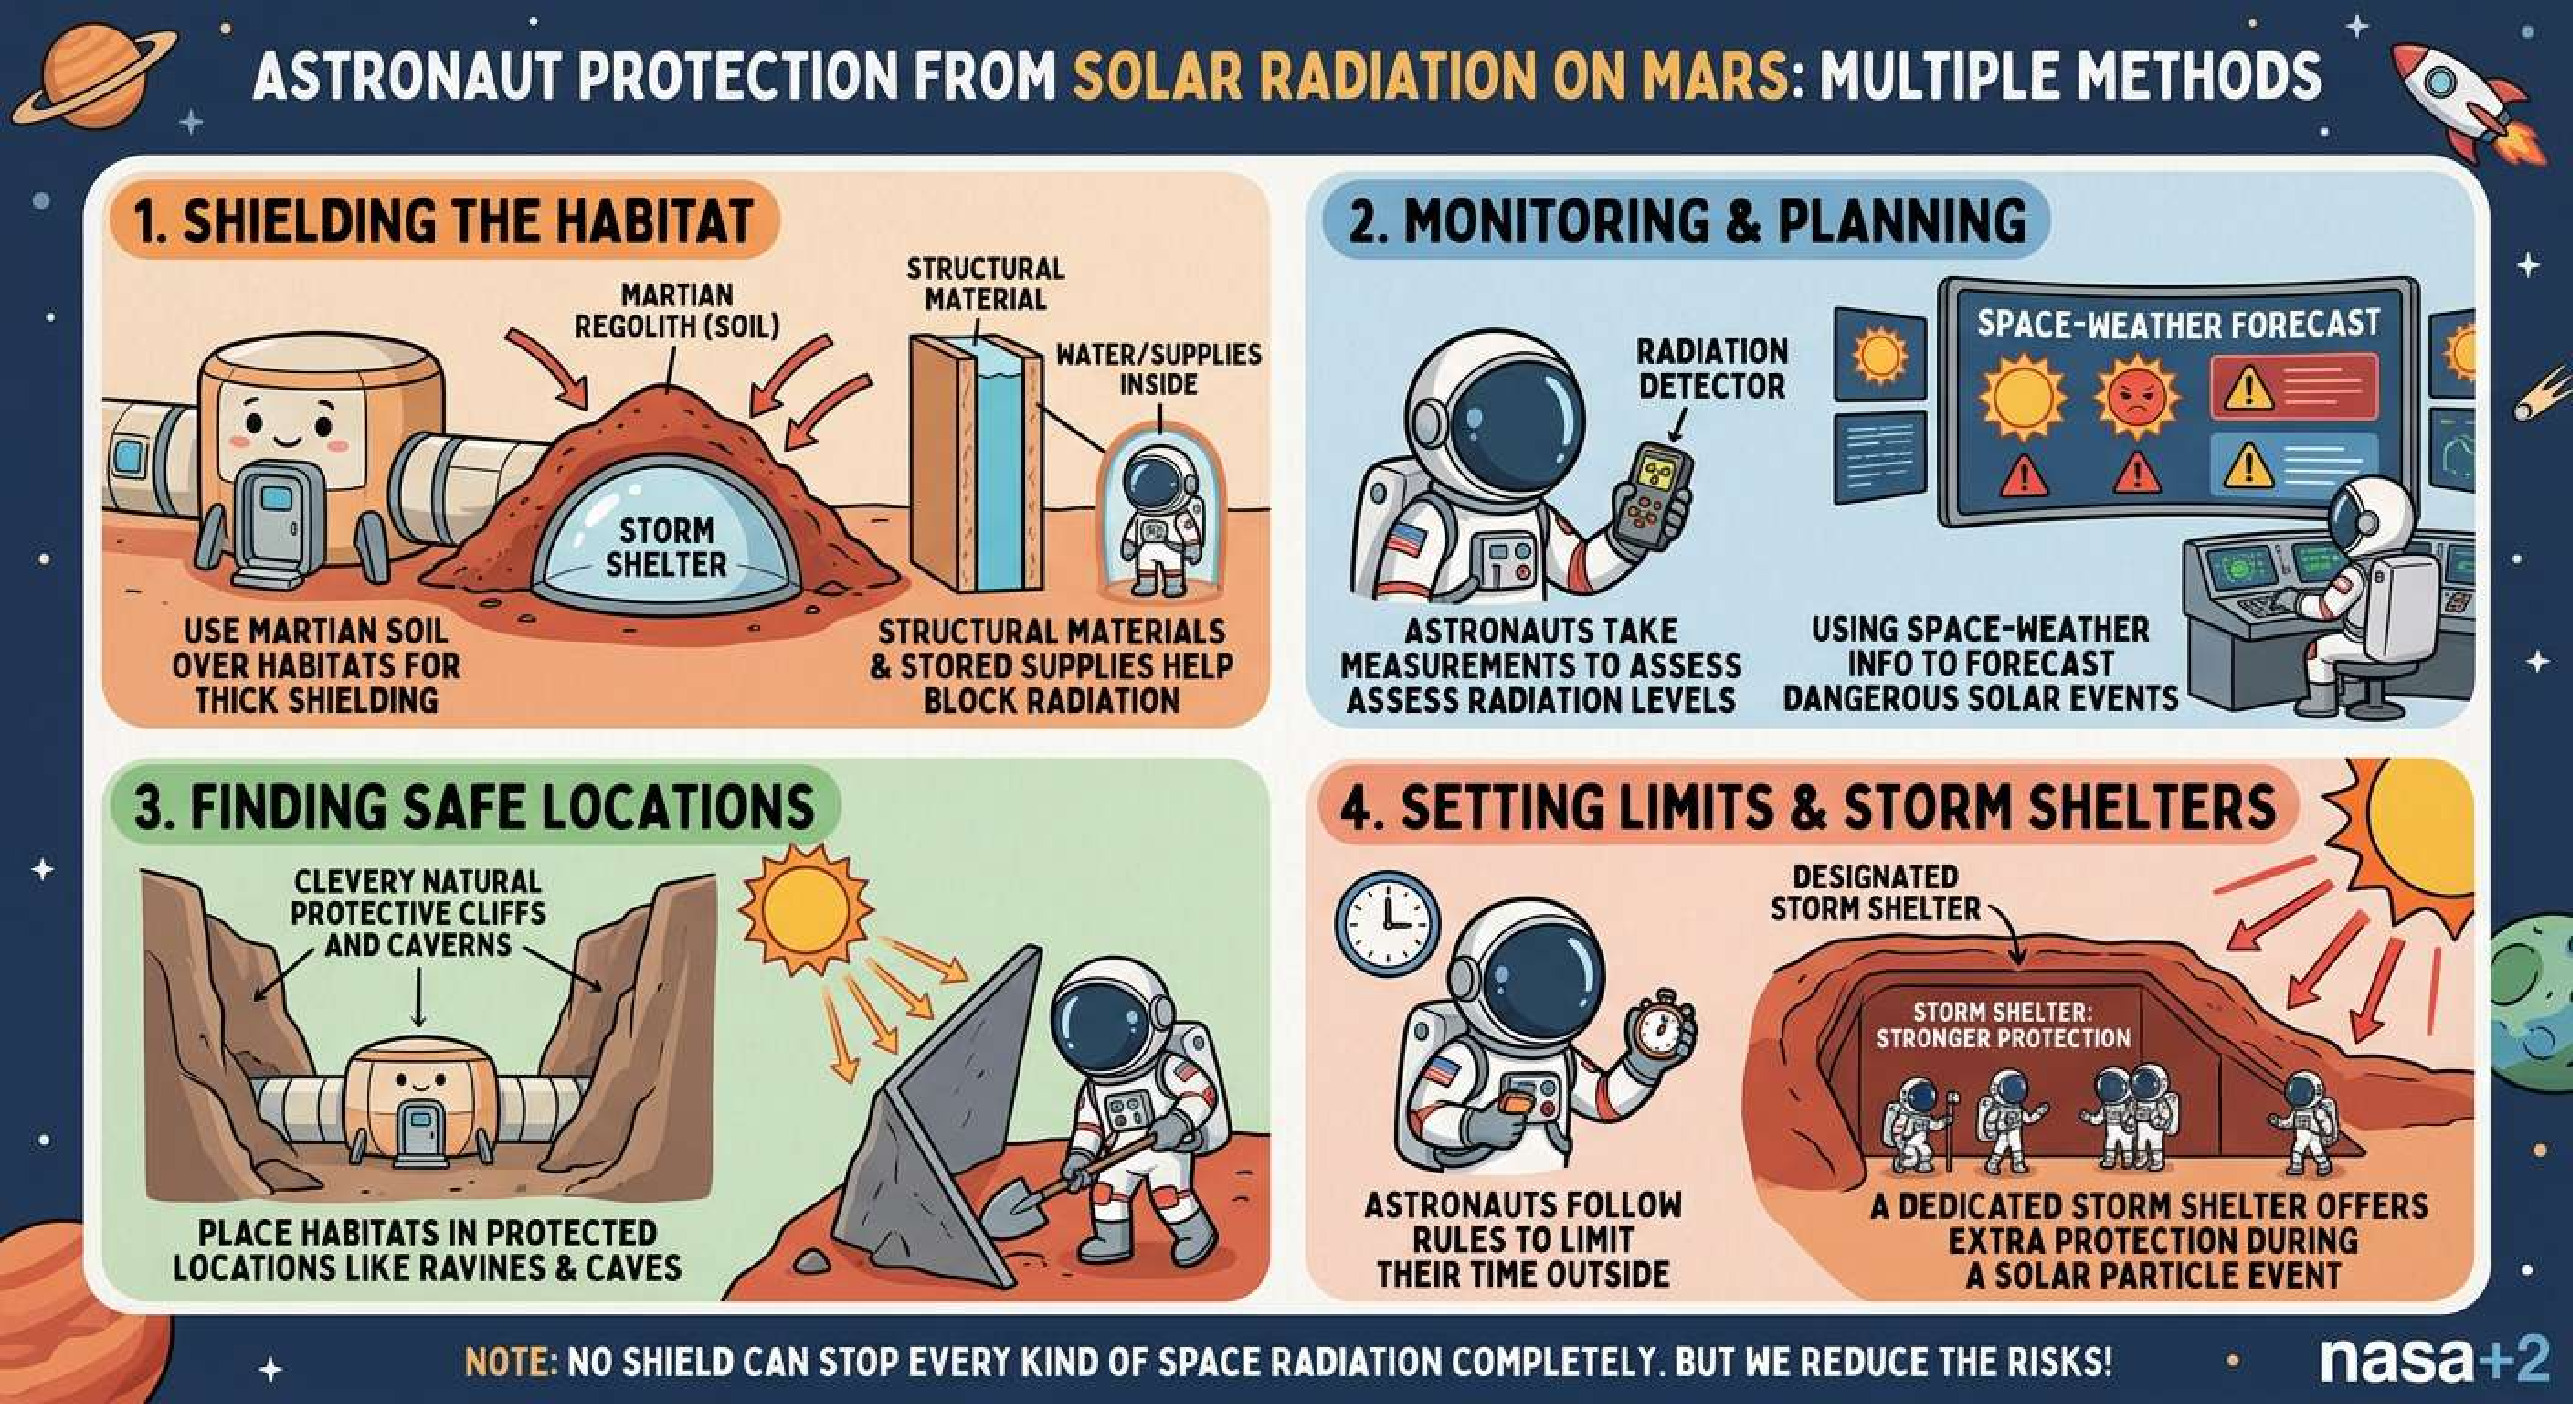 ASTRONAUT PROTECTION FROM SOLAR RADIATION ON MARS: MULTIPLE METHODS
1. SHIELDING THE HABITAT
MARTIAN
REGOLITH (SOIL)
STRUCTURAL
MATERIAL
WATER/SUPPLIES
INSIDE
STORM
SHELTER
USE MARTIAN SOIL
OVER HABITATS FOR
THICK SHIELDING
STRUCTURAL MATERIALS
& STORED SUPPLIES HELP
BLOCK RADIATION
2. MONITORING & PLANNING
RADIATION
DETECTOR
SPACE-WEATHER FORECAST
ASTRONAUTS TAKE
MEASUREMENTS TO ASSESS
ASSESS RADIATION LEVELS
USING SPACE-WEATHER
INFO TO FORECAST
DANGEROUS SOLAR EVENTS
3. FINDING SAFE LOCATIONS
CLEVERY NATURAL
PROTECTIVE CLIFFS
AND CAVERNS
PLACE HABITATS IN PROTECTED
LOCATIONS LIKE RAVINES & CAVES
4. SETTING LIMITS & STORM SHELTERS
DESIGNATED
STORM SHELTER
STORM SHELTER:
STRONGER PROTECTION
ASTRONAUTS FOLLOW
RULES TO LIMIT
THEIR TIME OUTSIDE
A DEDICATED STORM SHELTER OFFERS
EXTRA PROTECTION DURING
A SOLAR PARTICLE EVENT
NOTE: NO SHIELD CAN STOP EVERY KIND OF SPACE RADIATION COMPLETELY. BUT WE REDUCE THE RISKS!
nasa+2